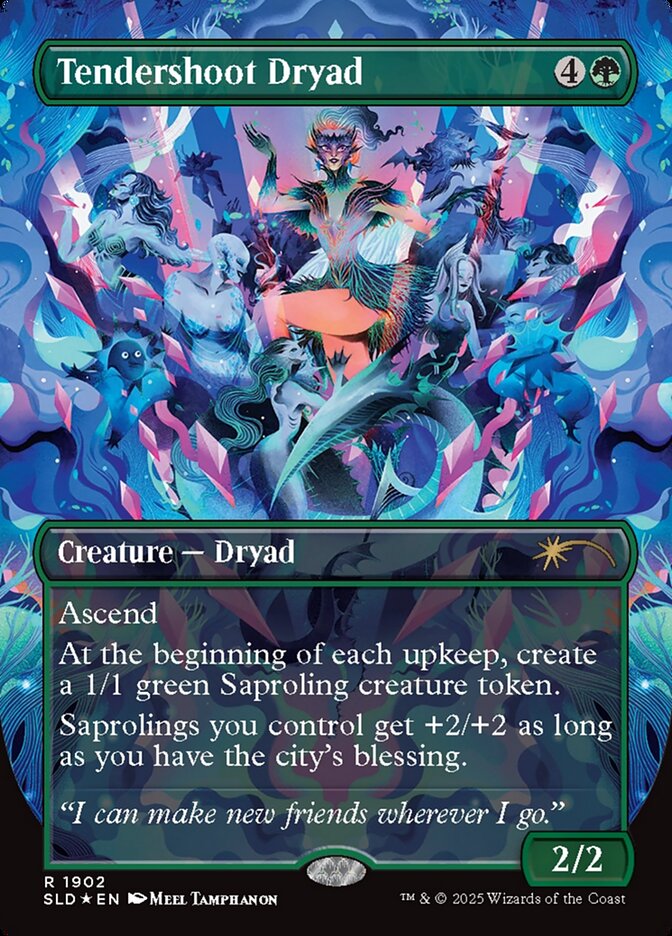 Tendershoot Dryad 4
Creature — Dryad
Ascend
At the beginning of each upkeep, create
a 1/1 green Saproling creature token.
Saprolings you control get +2/+2 as long
as you have the city's blessing.
“I can make new friends wherever I go.”
2/2
R 1902
SLD ★ EN Meel Tamphanon
™ & © 2025 Wizards of the Coast